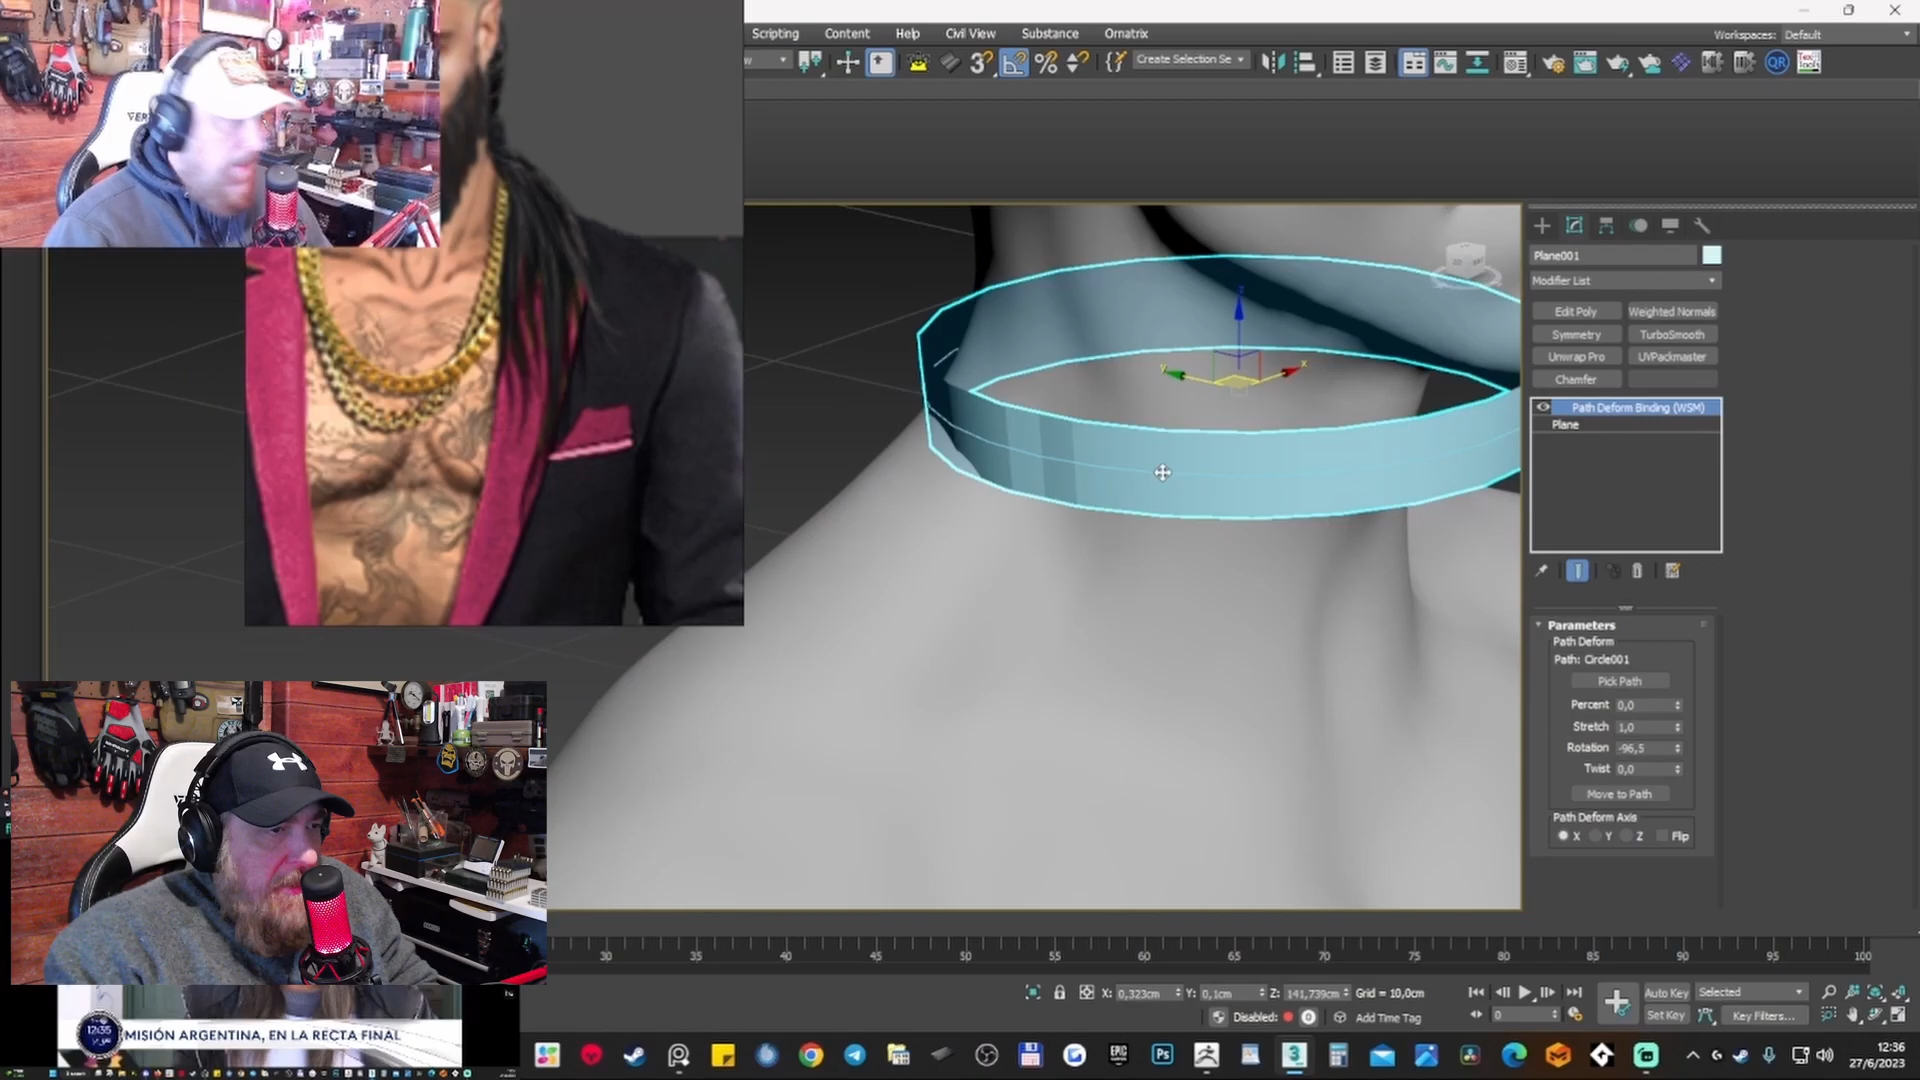 Scripting Content Help Civil View Substance Ornatrix
Workspaces: Default
Create Selection Se
QR
Plane001
Modifier List
Edit Poly Weighted Normals
Symmetry TurboSmooth
Unwrap Pro UVPackmaster
Chamfer
Path Deform Binding (WSM)
Plane
Parameters
Path Deform
Path: Circle001
Pick Path
Percent 0,0
Stretch 1,0
Rotation -96,5
Twist 0,0
Move to Path
Path Deform Axis
X Y Z Flip
30 35 40 45 50 55 60 65 70 75 80 85 90 95 100
X: 0,323cm Y: 0,1cm Z: 141,739cm Grid = 10,0cm
Auto Key Selected
Disabled: 0 Add Time Tag
0
Set Key Key Filters...
12:35
MISIÓN ARGENTINA, EN LA RECTA FINAL
12:36
27/6/2023